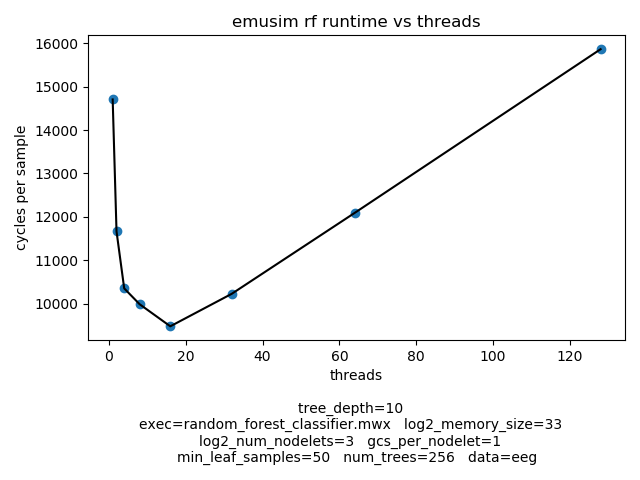 emusim rf runtime vs threads
16000
15000
14000
13000
12000
11000
10000
cycles per sample
0 20 40 60 80 100 120
threads
tree_depth=10
exec=random_forest_classifier.mwx log2_memory_size=33
log2_num_nodelets=3 gcs_per_nodelet=1
min_leaf_samples=50 num_trees=256 data=eeg